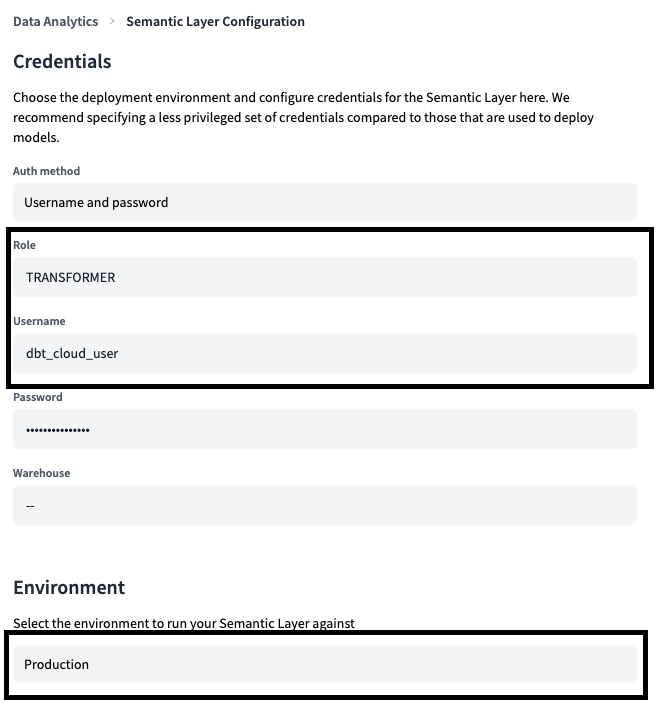 Data Analytics > Semantic Layer Configuration
Credentials
Choose the deployment environment and configure credentials for the Semantic Layer here. We
recommend specifying a less privileged set of credentials compared to those that are used to deploy
models.
Auth method
Username and password
Role
TRANSFORMER
Username
dbt_cloud_user
Password
•••••••••••••••
Warehouse
--
Environment
Select the environment to run your Semantic Layer against
Production